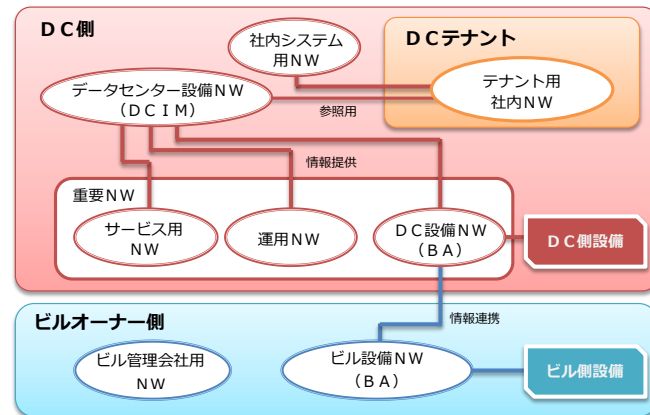 DC側
社内システム
用NW
DCテナント
データセンター設備NW
(DCIM)
テナント用
社内NW
参照用
情報提供
重要NW
サービス用
NW
運用NW
DC設備NW
(BA)
DC側設備
ビルオーナー側
情報連携
ビル管理会社用
NW
ビル設備NW
(BA)
ビル側設備